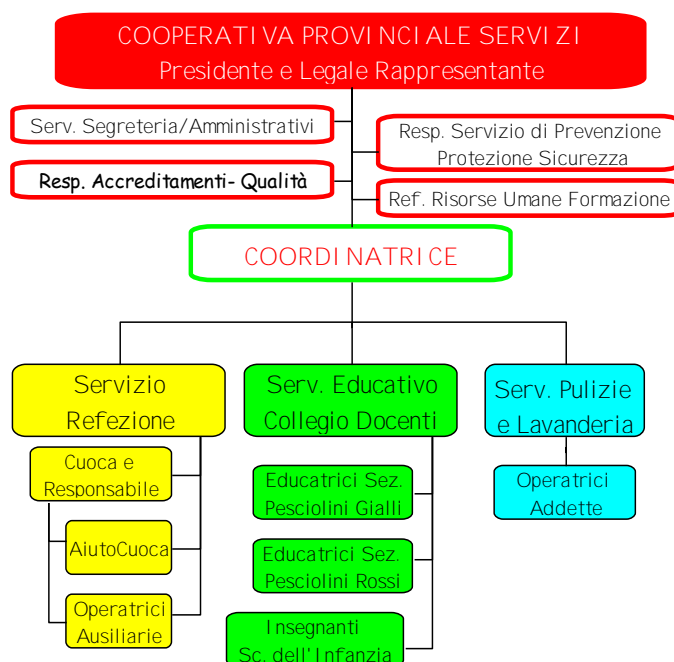 COOPERATIVA PROVINCIALE SERVIZI
Presidente e Legale Rappresentante
Serv. Segreteria/Amministrativi
Resp. Servizio di Prevenzione
Protezione Sicurezza
Resp. Accreditamenti- Qualità
Ref. Risorse Umane Formazione
COORDINATRICE
Servizio
Refezione
Serv. Educativo
Collegio Docenti
Serv. Pulizie
e Lavanderia
Cuoca e
Responsabile
Educatrici Sez.
Pesciolini Gialli
Operatrici
Addette
AiutoCuoca
Educatrici Sez.
Pesciolini Rossi
Operatrici
Ausiliarie
Insegnanti
Sc. dell'Infanzia